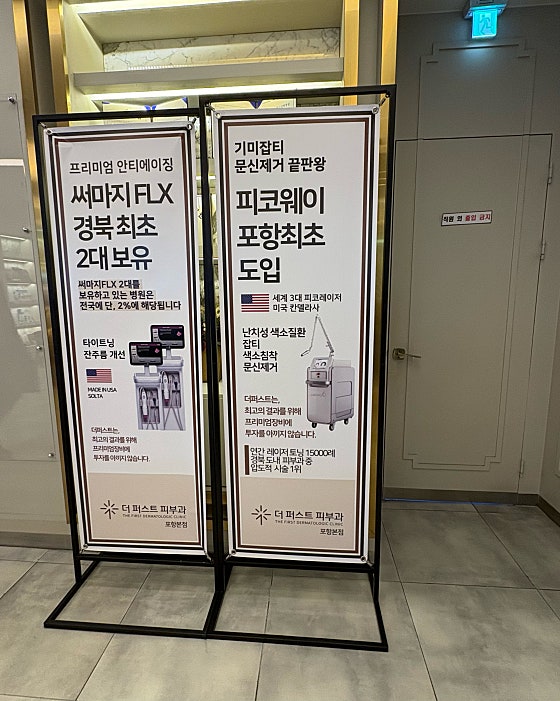 프리미엄 안티에이징
써마지 FLX
경북 최초
2대 보유
써마지FLX 2대를
보유하고 있는 병원은
전국에 단, 2%에 해당됩니다
타이트닝
잔주름 개선
MADE IN USA
SOLTA
더퍼스트는,
최고의 결과를 위해
프리미엄장비에
투자를 아끼지 않습니다.
더 퍼스트 피부과
THE FIRST DERMATOLOGIC CLINIC
포항본점
기미잡티
문신제거 끝판왕
피코웨이
포항최초
도입
세계 3대 피코레이저
미국 칸델라사
난치성 색소질환
잡티
색소침착
문신제거
더퍼스트는,
최고의 결과를 위해
프리미엄장비에
투자를 아끼지 않습니다.
연간 레이저 토닝 15000례
경북 도내 피부과 중
압도적 시술 1위
더 퍼스트 피부과
THE FIRST DERMATOLOGIC CLINIC
포항본점
직원 외 출입 금지